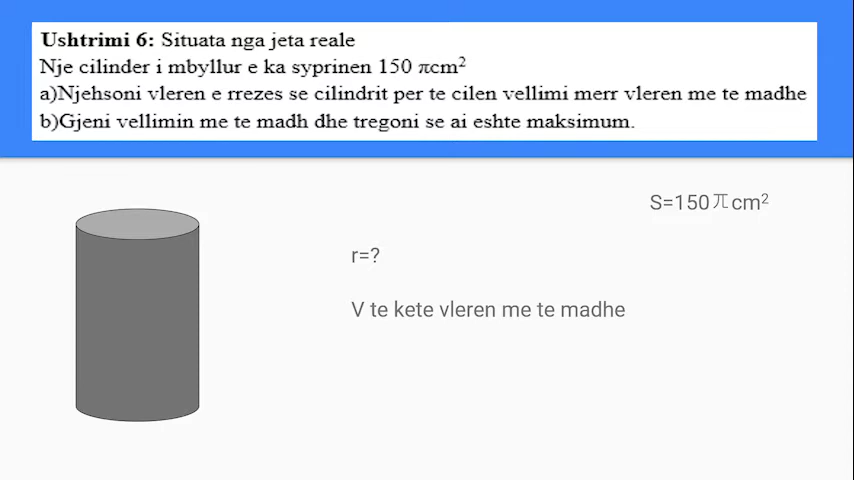 Ushtrimi 6: Situata nga jeta reale
Nje cilinder i mbyllur e ka syprinen 150 πcm²
a)Njehsoni vleren e rrezes se cilindrit per te cilen vellimi merr vleren me te madhe
b)Gjeni vellimin me te madh dhe tregoni se ai eshte maksimum.
S=150πcm²
r=?
V te kete vleren me te madhe